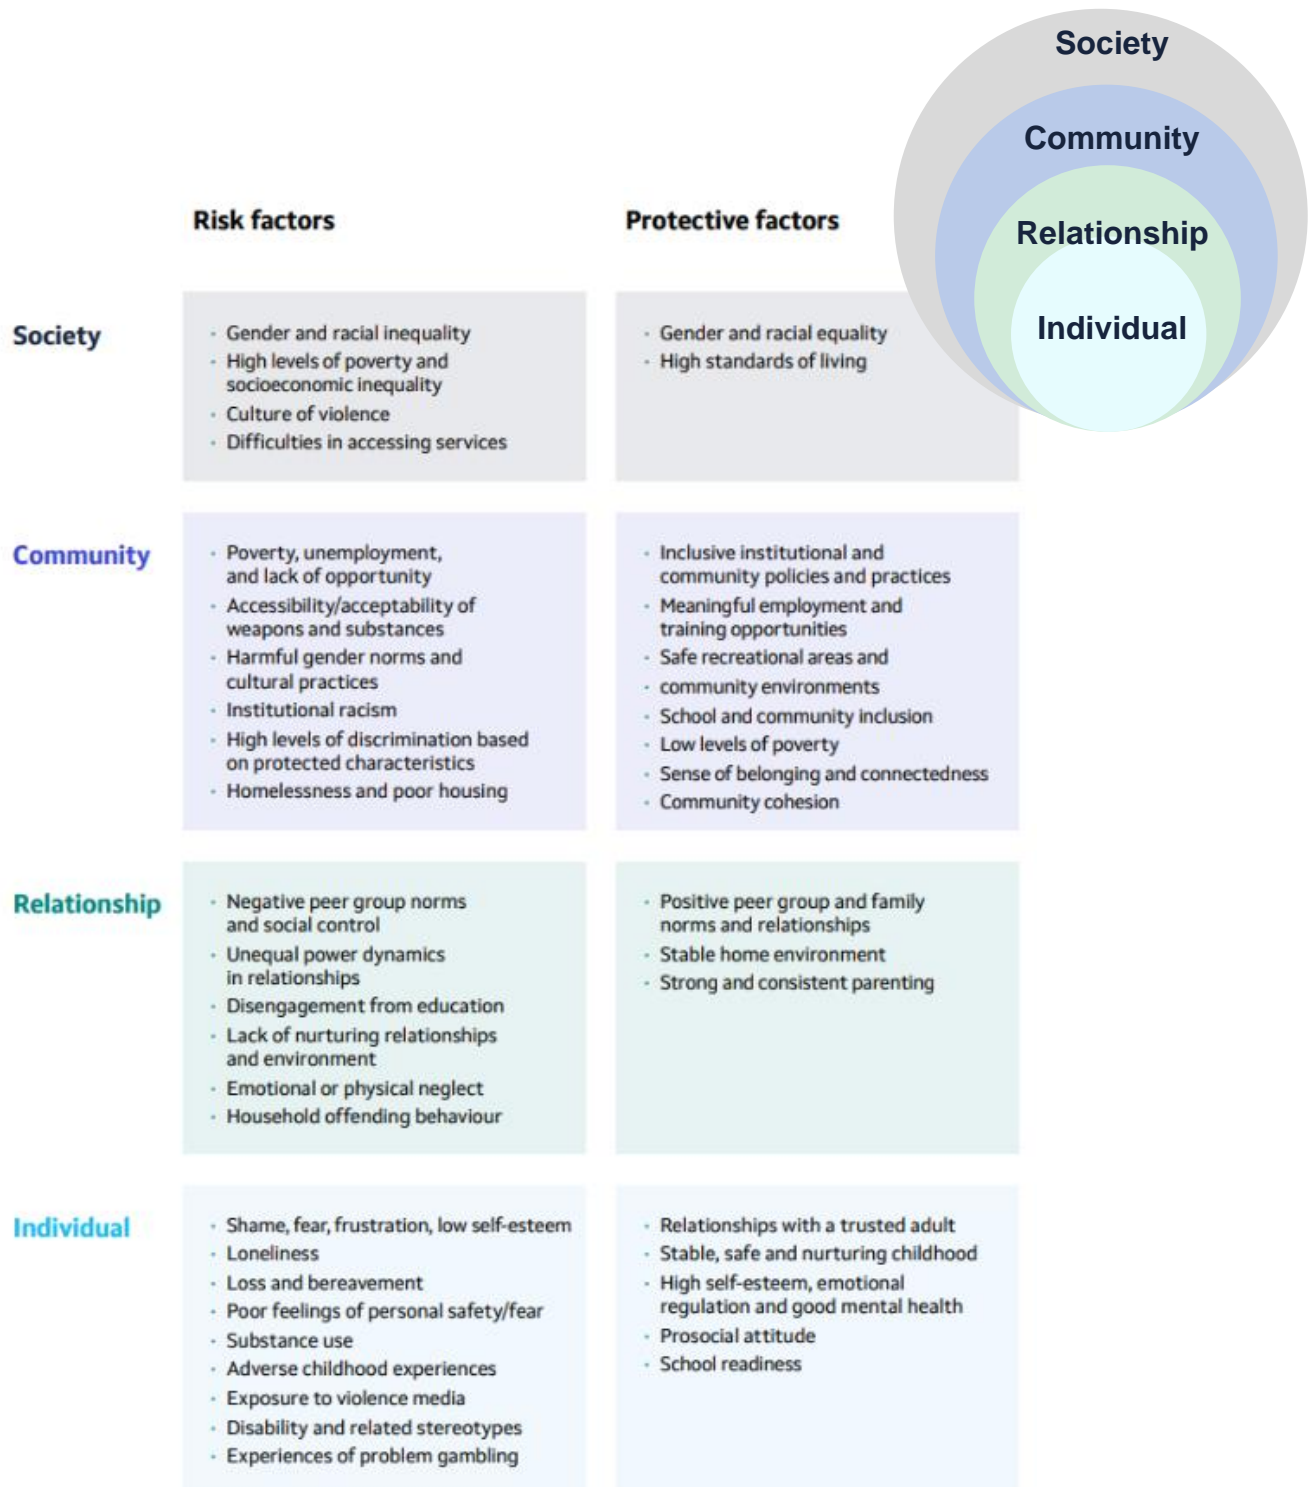 Society
Community
Relationship
Individual
Risk factors
Protective factors
Society
· Gender and racial inequality
· High levels of poverty and
socioeconomic inequality
· Culture of violence
· Difficulties in accessing services
· Gender and racial equality
· High standards of living
Community
· Poverty, unemployment,
and lack of opportunity
· Accessibility/acceptability of
weapons and substances
· Harmful gender norms and
cultural practices
· Institutional racism
· High levels of discrimination based
on protected characteristics
· Homelessness and poor housing
· Inclusive institutional and
community policies and practices
· Meaningful employment and
training opportunities
· Safe recreational areas and
· community environments
· School and community inclusion
· Low levels of poverty
· Sense of belonging and connectedness
· Community cohesion
Relationship
· Negative peer group norms
and social control
· Unequal power dynamics
in relationships
· Disengagement from education
· Lack of nurturing relationships
and environment
· Emotional or physical neglect
· Household offending behaviour
· Positive peer group and family
norms and relationships
· Stable home environment
· Strong and consistent parenting
Individual
· Shame, fear, frustration, low self-esteem
· Loneliness
· Loss and bereavement
· Poor feelings of personal safety/fear
· Substance use
· Adverse childhood experiences
· Exposure to violence media
· Disability and related stereotypes
· Experiences of problem gambling
· Relationships with a trusted adult
· Stable, safe and nurturing childhood
· High self-esteem, emotional
regulation and good mental health
· Prosocial attitude
· School readiness